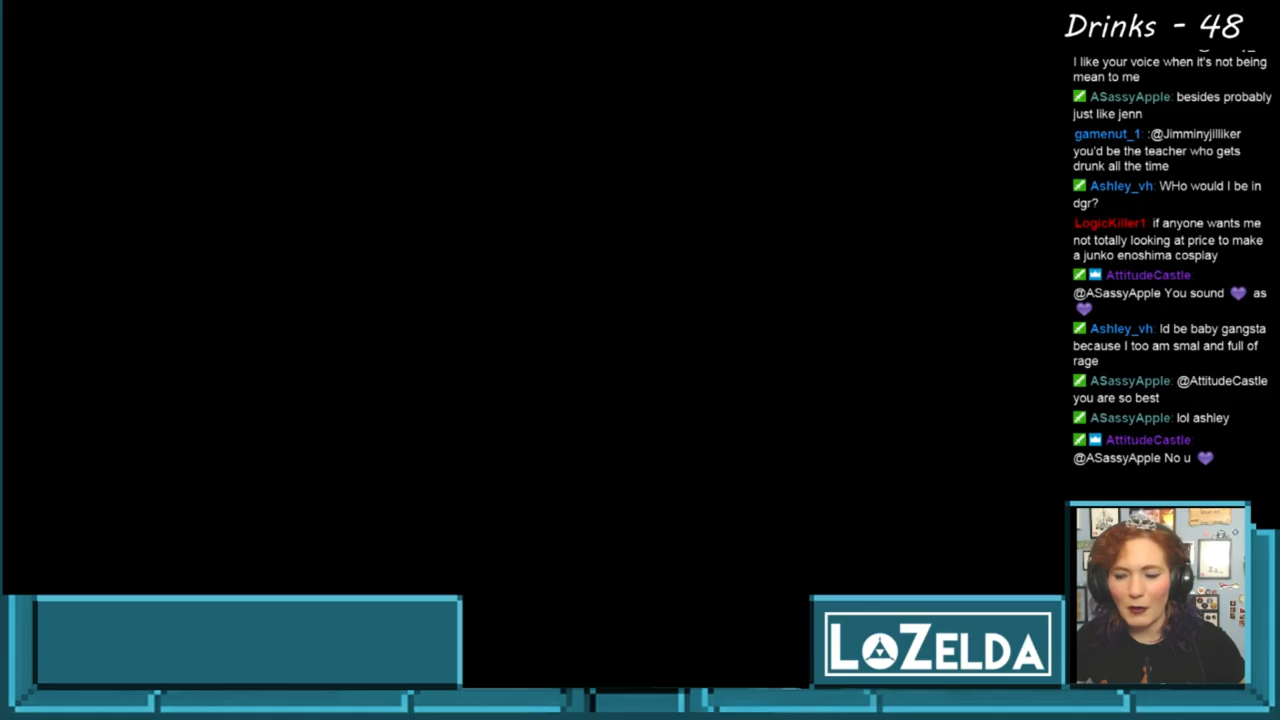 Drinks - 48
I like your voice when it's not being
mean to me
ASassyApple: besides probably
just like jenn
gamenut_1: :@Jimminyjilliker
you'd be the teacher who gets
drunk all the time
Ashley_vh: WHo would I be in
dgr?
LogicKiller1: if anyone wants me
not totally looking at price to make
a junko enoshima cosplay
AttitudeCastle:
@ASassyApple You sound 💜 as
💜
Ashley_vh: Id be baby gangsta
because I too am smal and full of
rage
ASassyApple: @AttitudeCastle
you are so best
ASassyApple: lol ashley
AttitudeCastle:
@ASassyApple No u 💜
LOZELDA